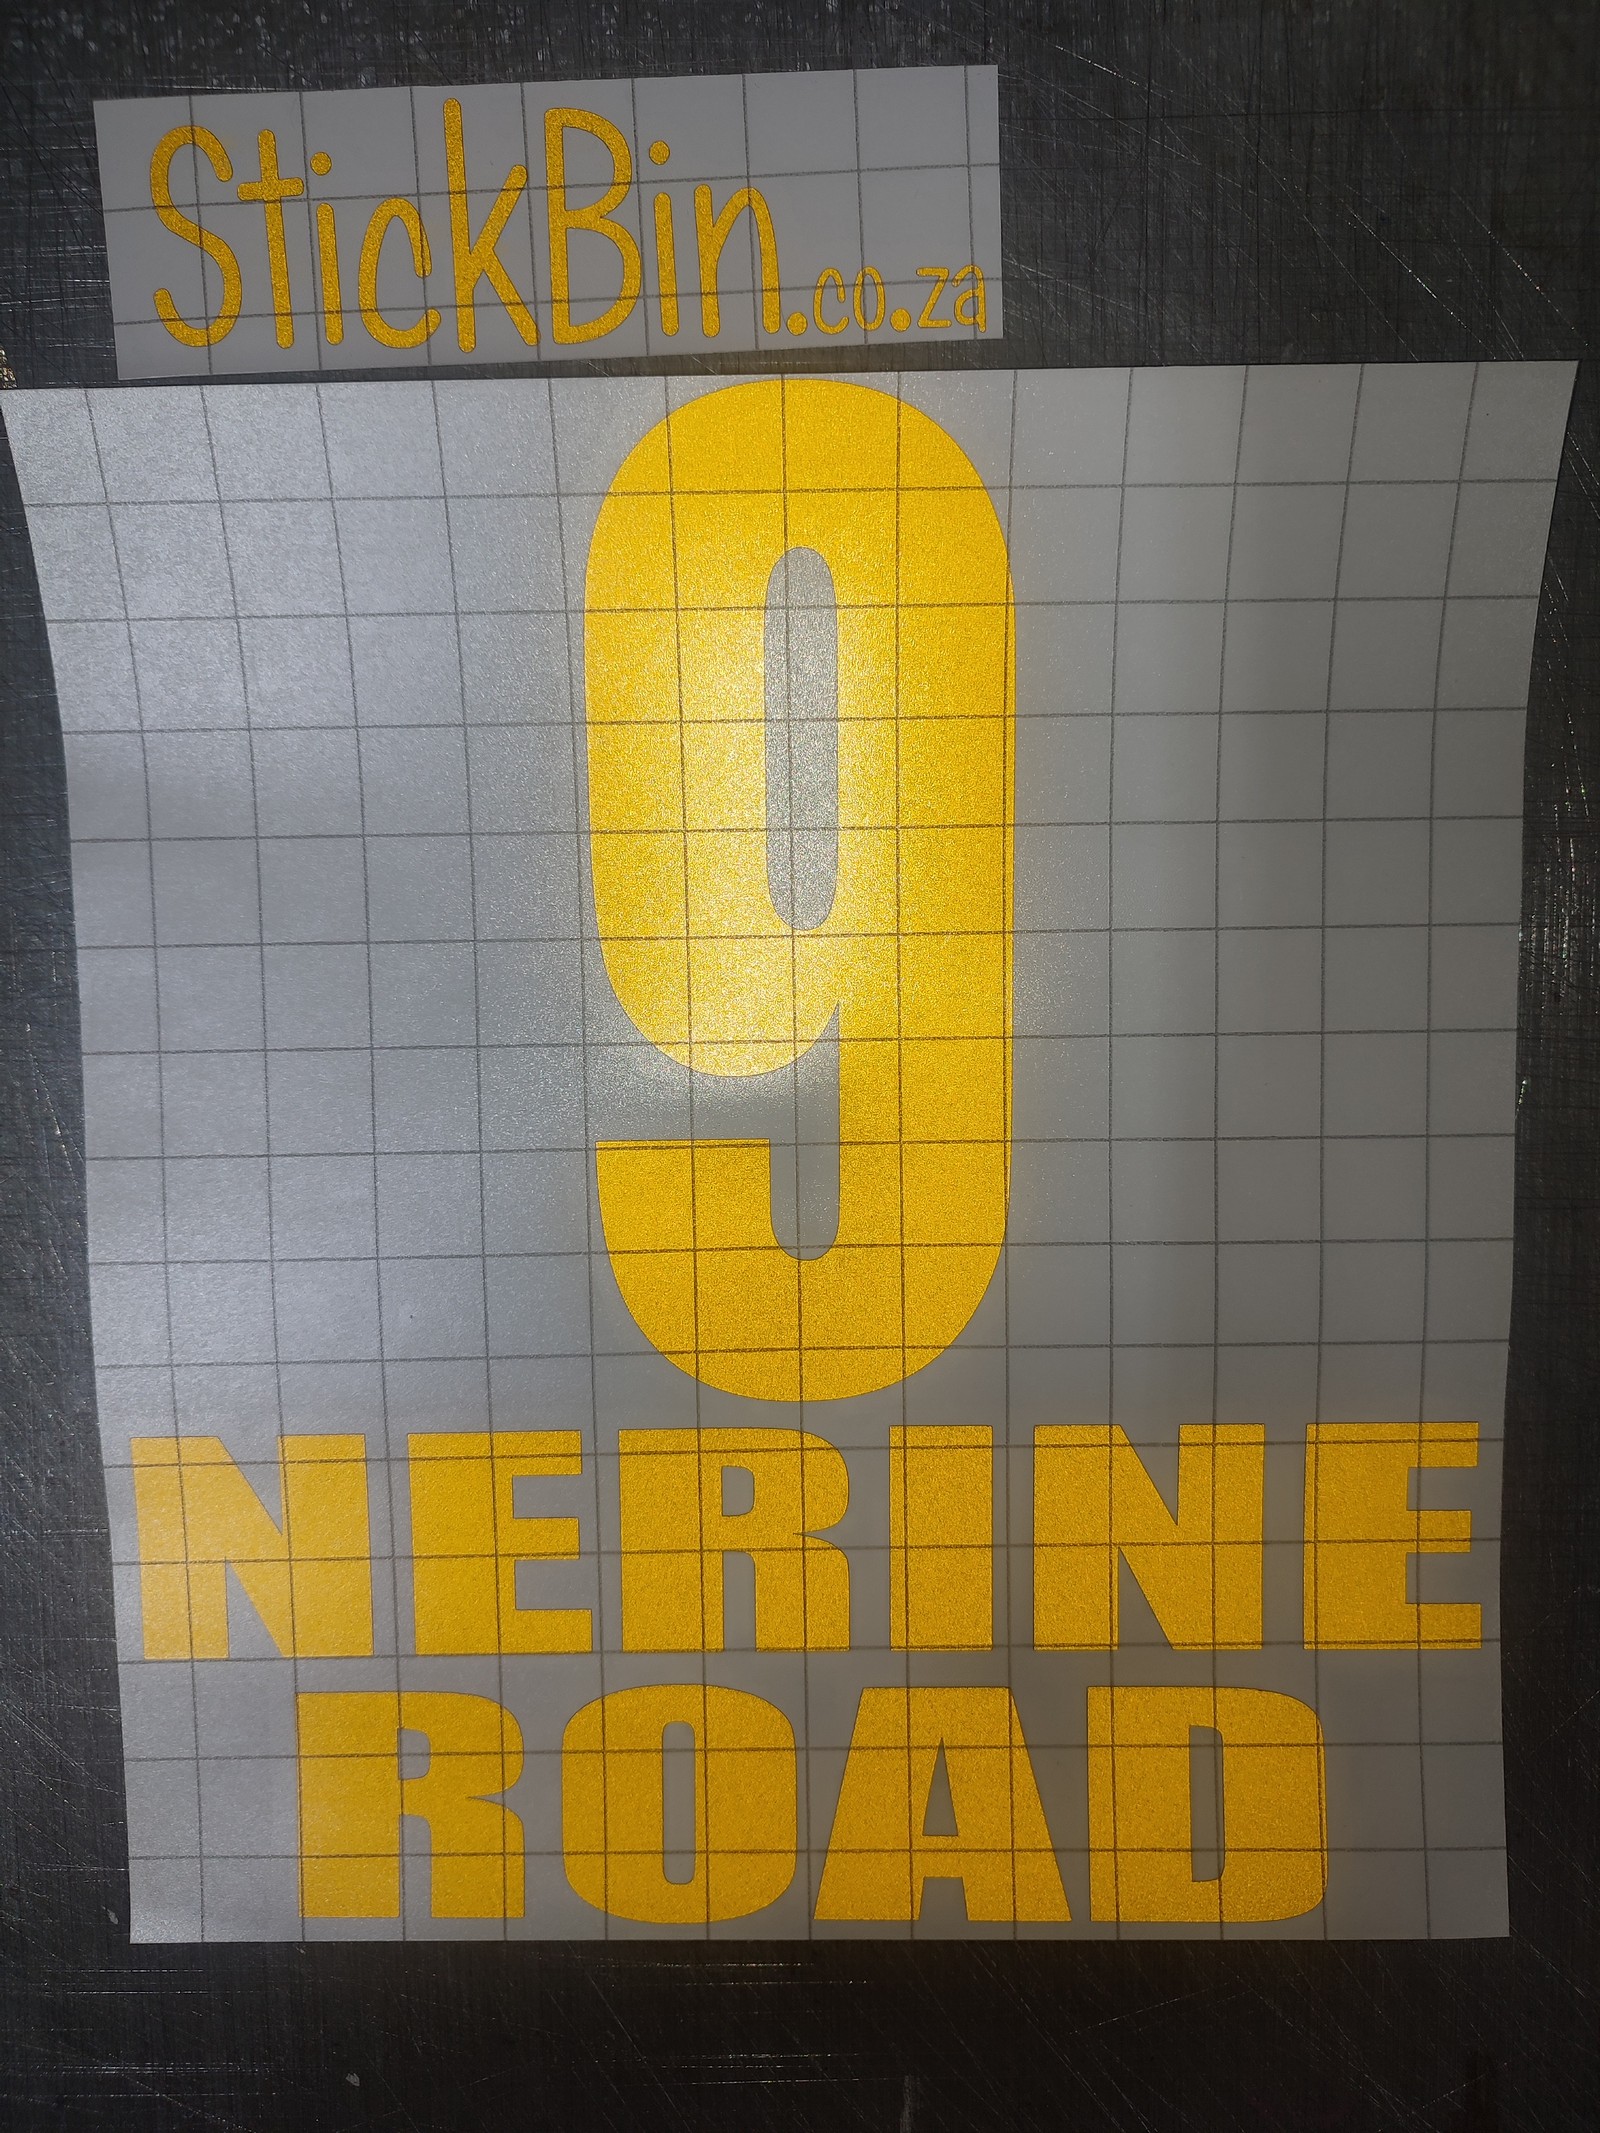 StickBin.co.za
9
NERINE
ROAD